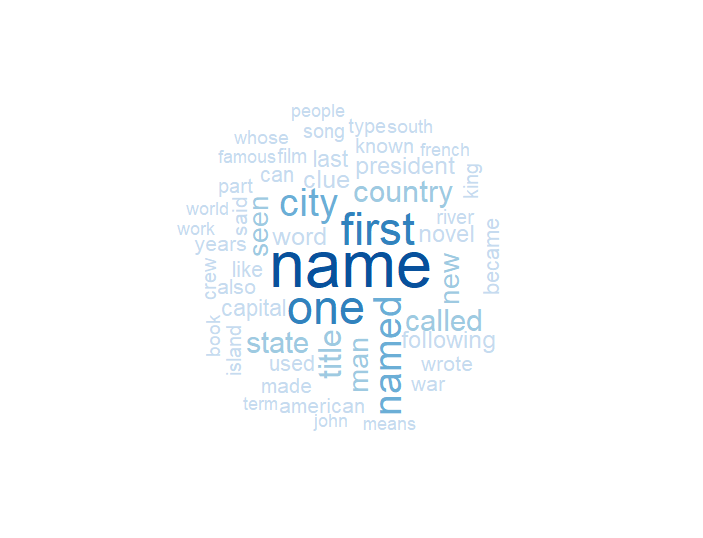 people
song type south
whose known french
famous film last president
can clue king
part city country
world said seen river
work word first novel
years name became
crew like new
also one named
capital called
book island state title man following
used wrote
made war
term american
john means